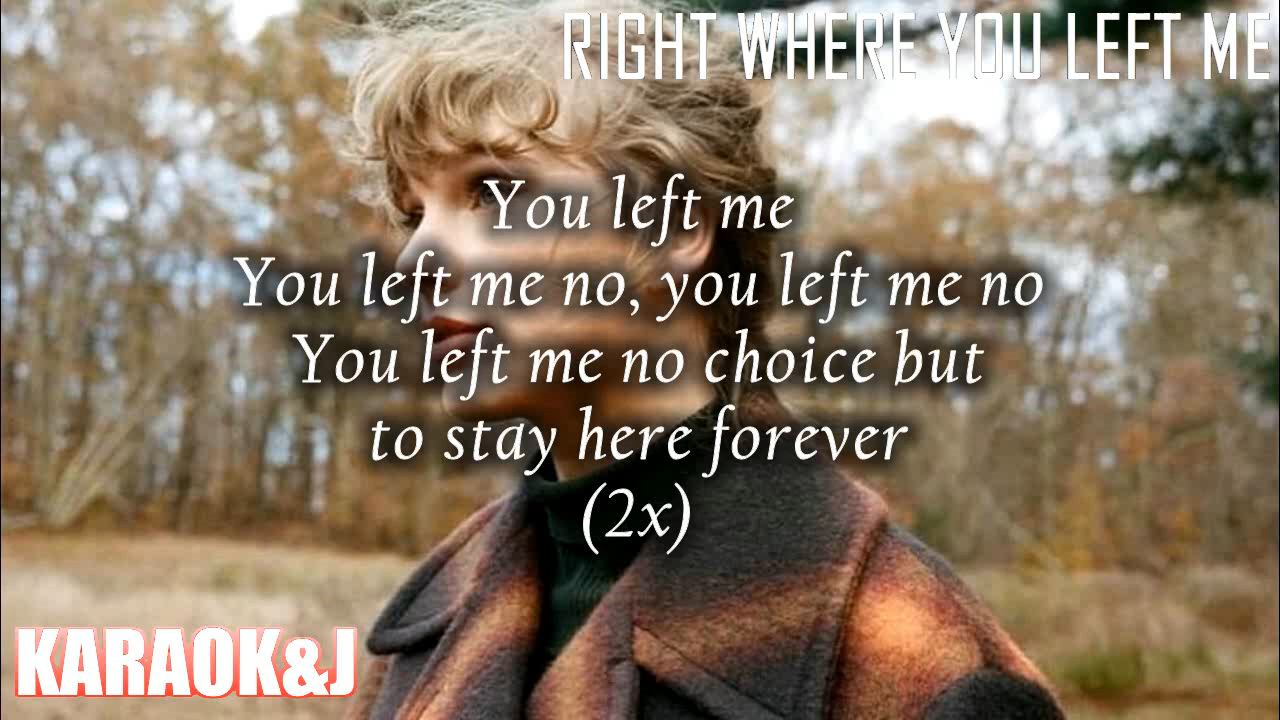 RIGHT WHERE YOU LEFT ME
You left me
You left me no, you left me no
You left me no choice but
to stay here forever
(2x)
KARAOK&J